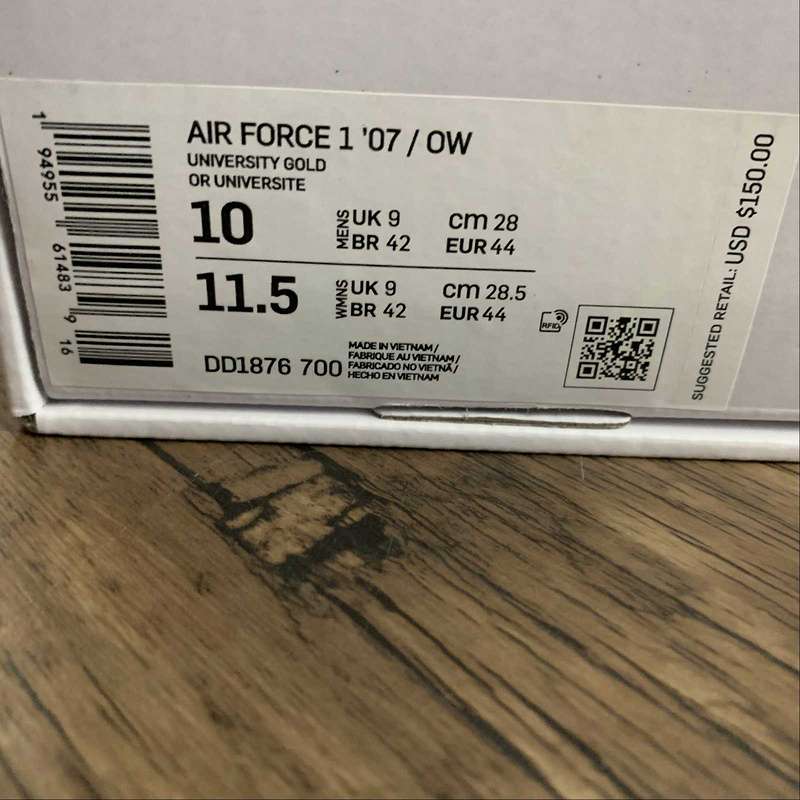 AIR FORCE 1 '07 / OW
UNIVERSITY GOLD
OR UNIVERSITE
10
MENS
UK 9
cm 28
BR 42
EUR 44
11.5
WMNS
UK 9
cm 28.5
BR 42
EUR 44
RFID
DD1876 700
MADE IN VIETNAM /
FABRIQUE AU VIETNAM /
FABRICADO NO VIETNÃ /
HECHO EN VIETNAM
1 94955 61483 9 16
SUGGESTED RETAIL: USD $150.00